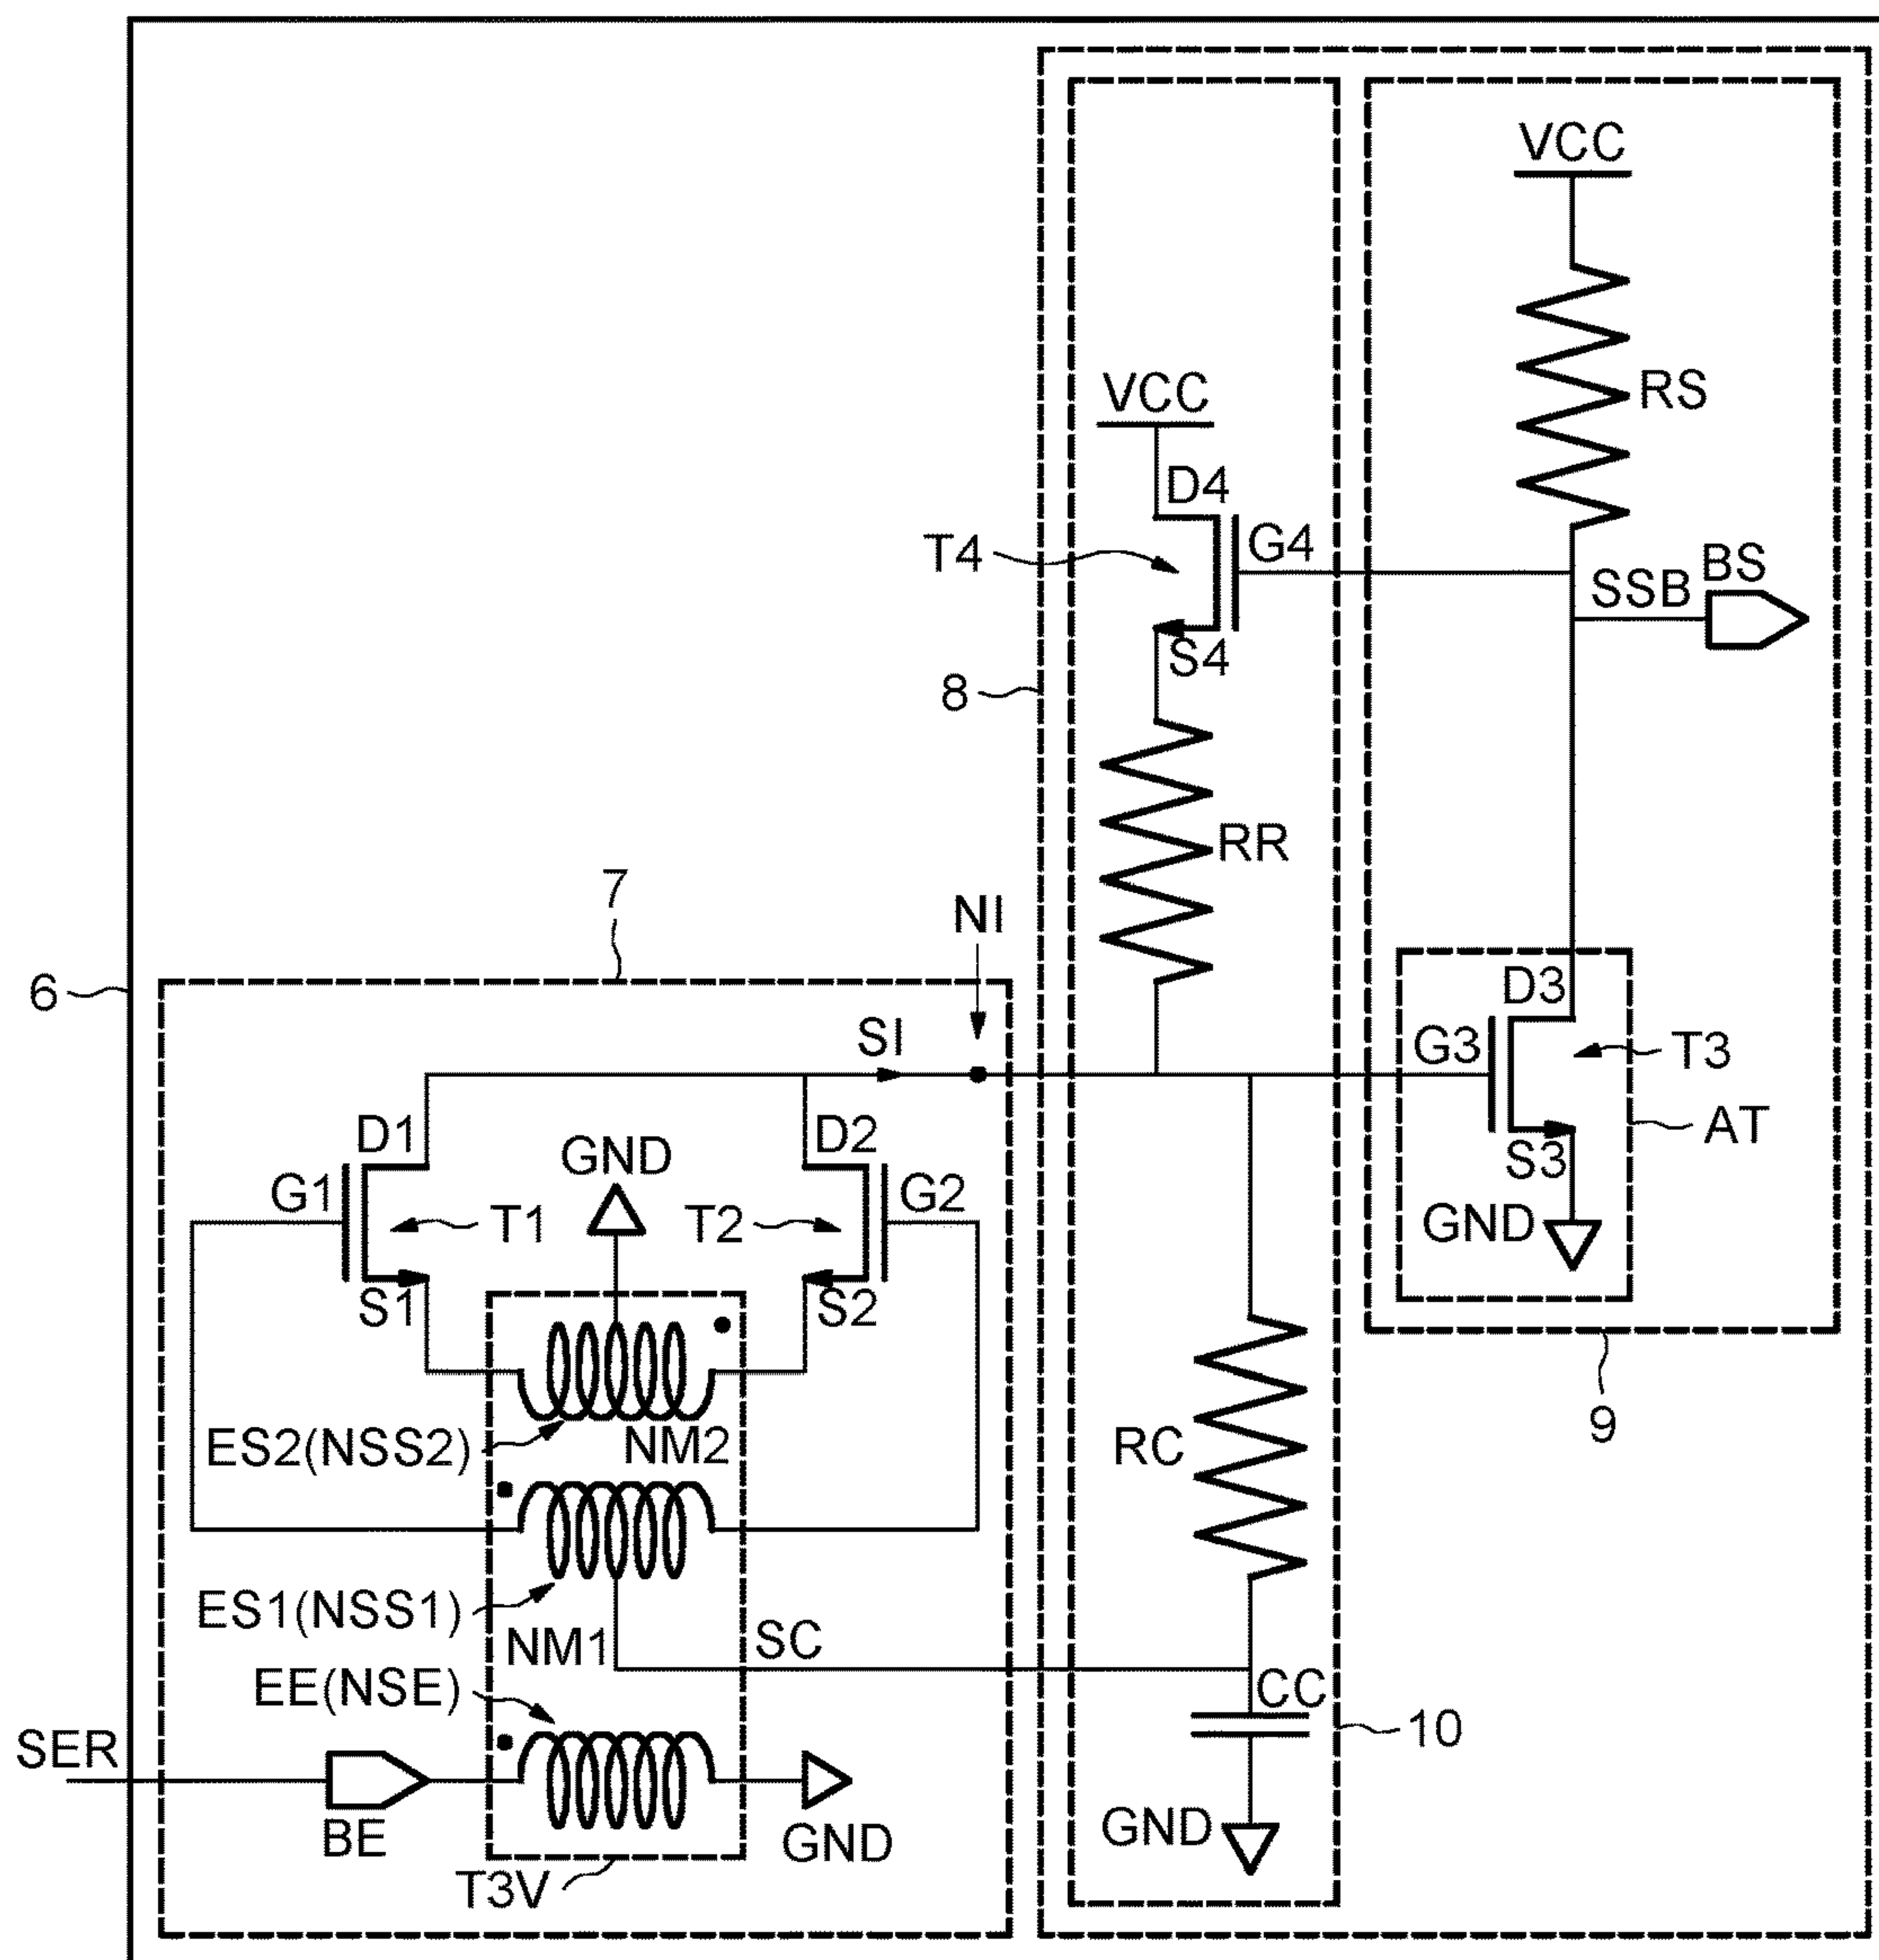 VCC
RS
VCC
D4
T4
G4
SSB
BS
S4
8
RR
7
NI
6
SI
D3
G3
T3
D1
GND
D2
AT
S3
G1
T1
T2
G2
GND
S1
S2
ES2(NSS2)
NM2
RC
9
ES1(NSS1)
NM1
SC
EE(NSE)
CC
10
SER
BE
GND
GND
T3V